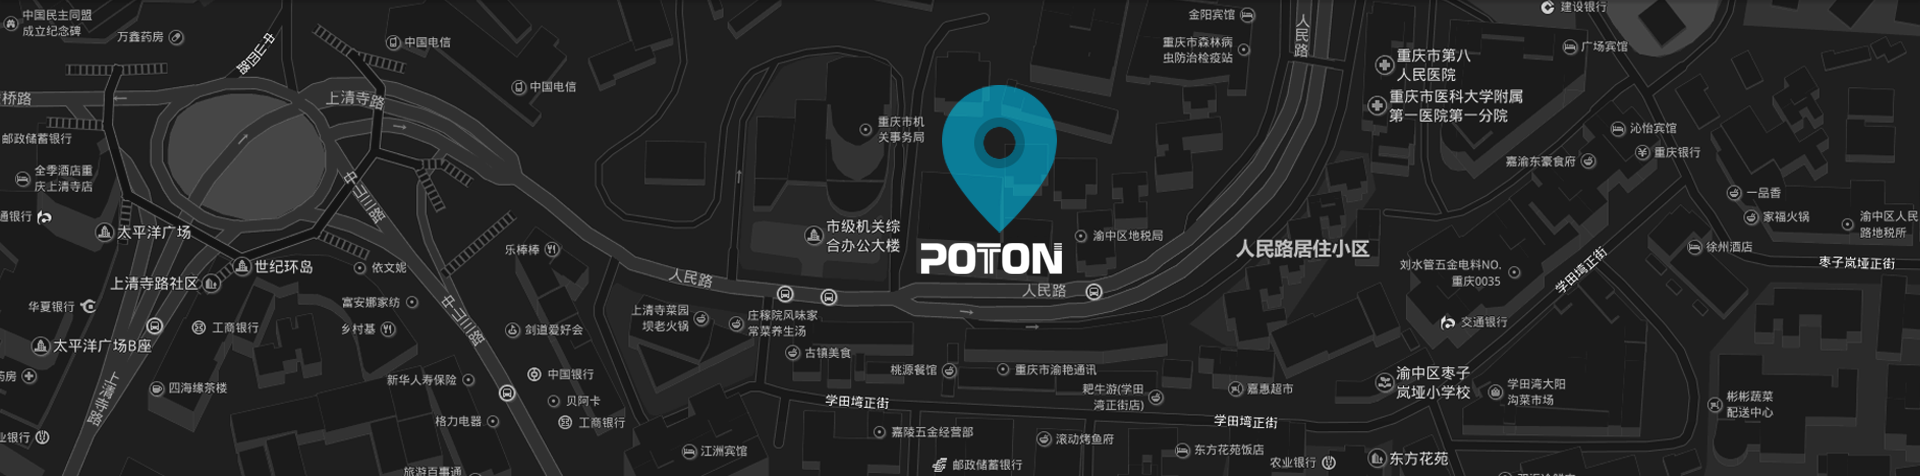 中国民主同盟
成立纪念碑
万鑫药房
中山四路
中国电信
中国电信
金阳宾馆
重庆市森林病
虫防治检疫站
人民路
建设银行
广场宾馆
重庆市第八
人民医院
重庆市医科大学附属
第一医院第一分院
桥路
上清寺路
邮政储蓄银行
全季酒店重
庆上清寺店
通银行
太平洋广场
上清寺路社区
世纪环岛
华夏银行
工商银行
太平洋广场B座
药房
四海缘茶楼
业银行
上清寺路
中山三路
依文妮
富安娜家纺
乡村基
中山三路
乐棒棒
剑道爱好会
新华人寿保险
格力电器
旅游百事通
中国银行
贝阿卡
工商银行
重庆市机
关事务局
市级机关综
合办公大楼
POTON
渝中区地税局
人民路
人民路
上清寺菜园
坝老火锅
庄稼院风味家
常菜养生汤
古镇美食
桃源餐馆
重庆市渝艳通讯
耙牛游(学田
湾正街店)
学田湾正街
嘉陵五金经营部
滚动烤鱼府
江洲宾馆
邮政储蓄银行
嘉惠超市
学田湾正街
东方花苑饭店
农业银行
东方花苑
人民路居住小区
沁怡宾馆
嘉渝东豪食府
重庆银行
一品香
家福火锅
渝中区人民
路地税所
徐州酒店
枣子岚垭正街
学田湾正街
刘水管五金电料NO.
重庆0035
交通银行
渝中区枣子
岚垭小学校
学田湾大阳
沟菜市场
彬彬蔬菜
配送中心